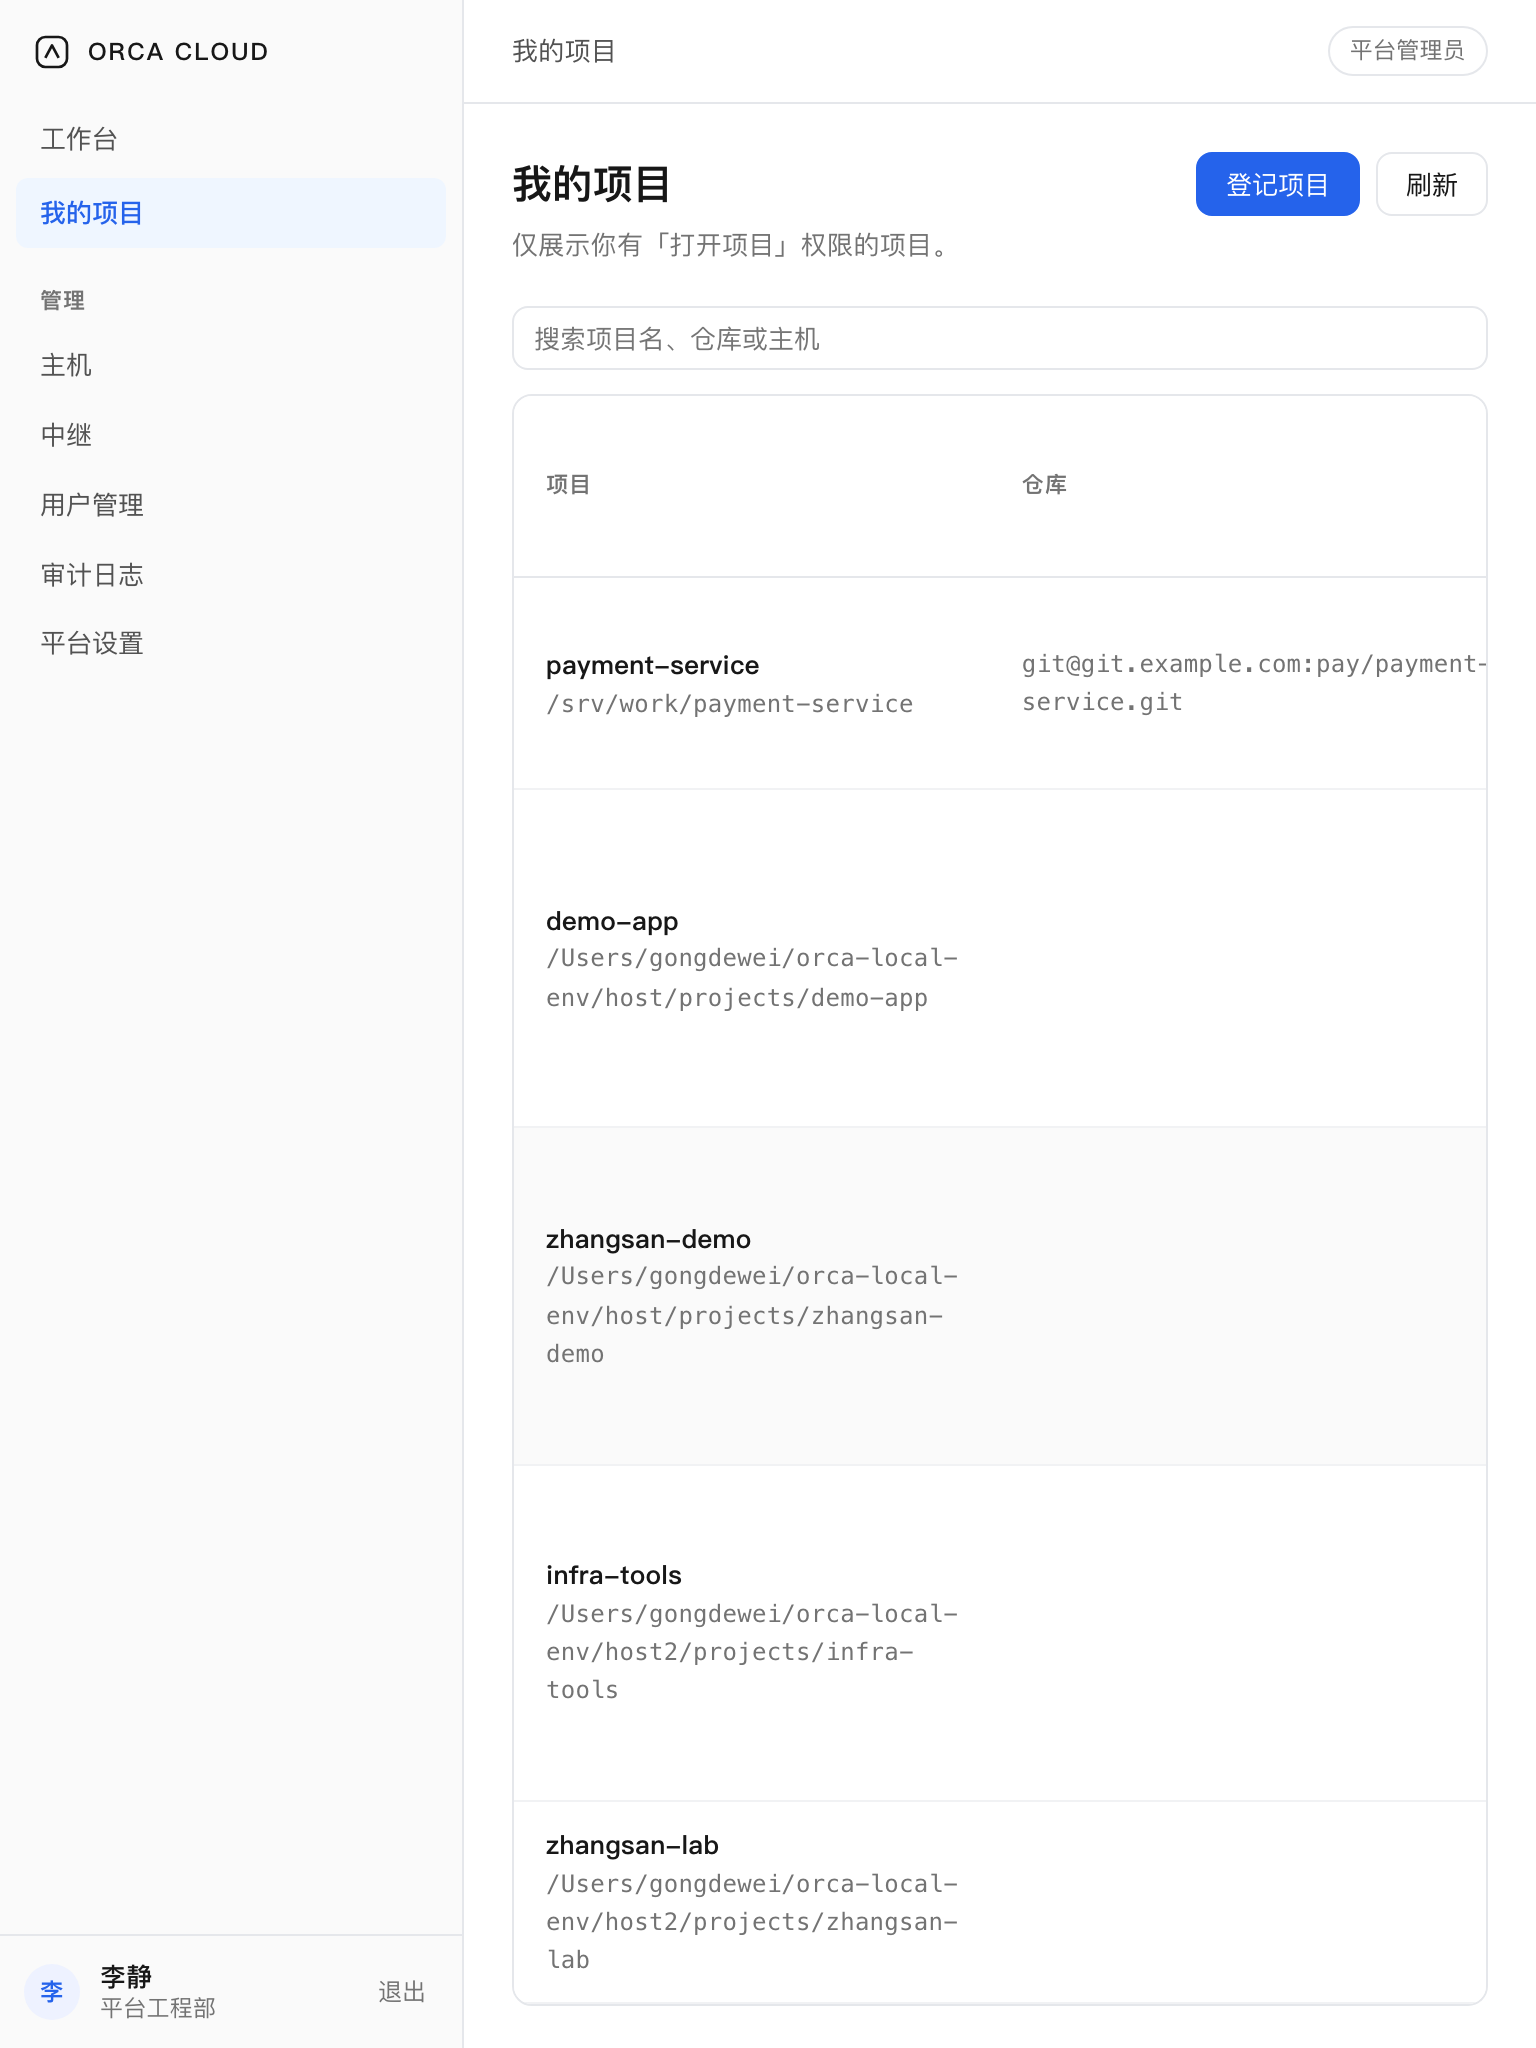 ORCA CLOUD
工作台
我的项目
管理
主机
中继
用户管理
审计日志
平台设置
李
李静
平台工程部
退出
我的项目
平台管理员
我的项目
登记项目
刷新
仅展示你有「打开项目」权限的项目。
搜索项目名、仓库或主机
项目
仓库
payment-service
/srv/work/payment-service
git@git.example.com:pay/payment-
service.git
demo-app
/Users/gongdewei/orca-local-
env/host/projects/demo-app
zhangsan-demo
/Users/gongdewei/orca-local-
env/host/projects/zhangsan-
demo
infra-tools
/Users/gongdewei/orca-local-
env/host2/projects/infra-
tools
zhangsan-lab
/Users/gongdewei/orca-local-
env/host2/projects/zhangsan-
lab